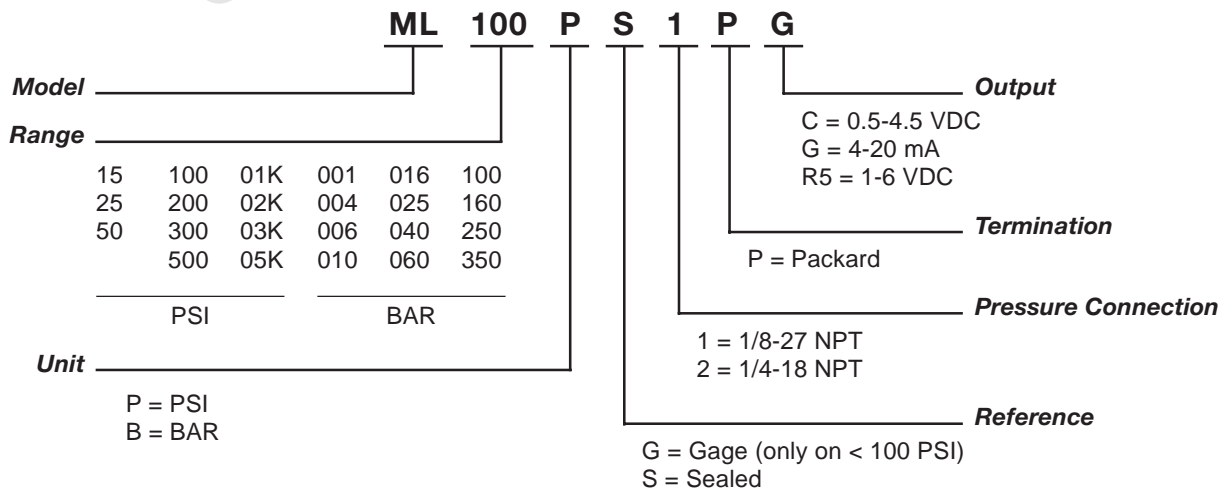 ML 100 P S 1 P G
Model
Output
C = 0.5-4.5 VDC
G = 4-20 mA
R5 = 1-6 VDC
Range
15 100 01K 001 016 100
25 200 02K 004 025 160
50 300 03K 006 040 250
500 05K 010 060 350
PSI BAR
Termination
P = Packard
Pressure Connection
1 = 1/8-27 NPT
2 = 1/4-18 NPT
Unit
P = PSI
B = BAR
Reference
G = Gage (only on < 100 PSI)
S = Sealed